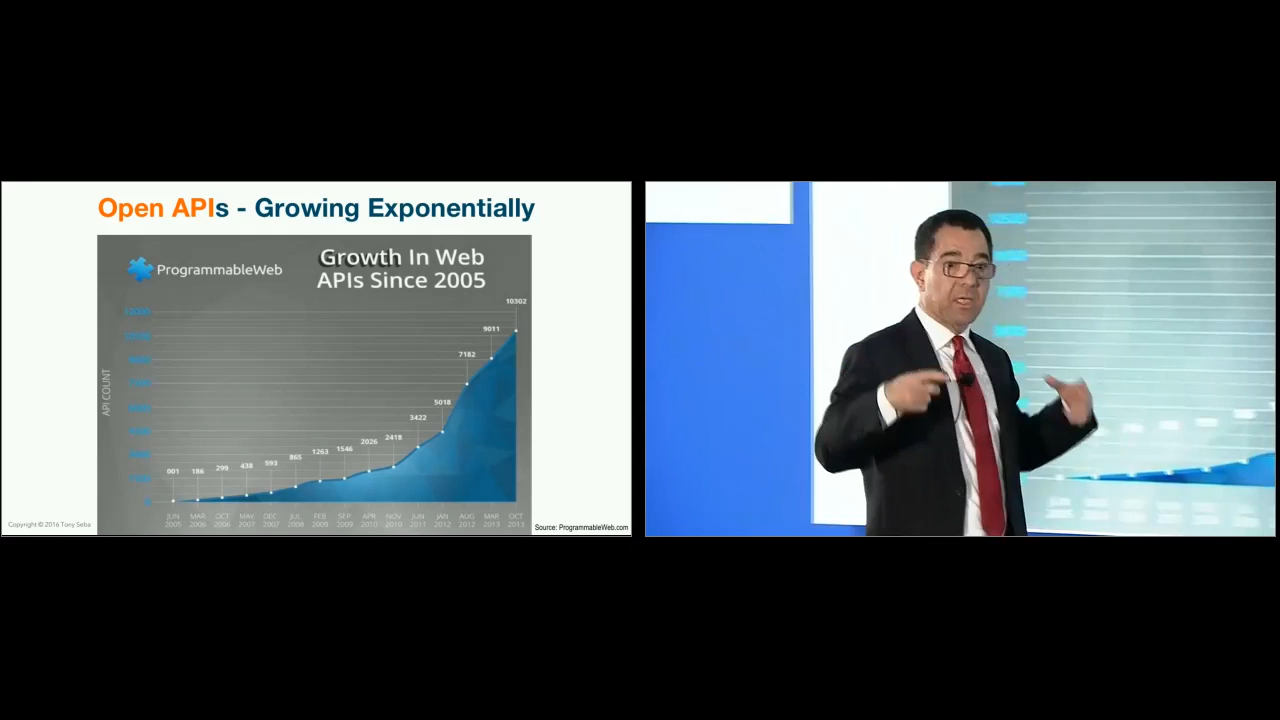 Open APIs - Growing Exponentially
ProgrammableWeb
Growth In Web
APIs Since 2005
10302
9011
7182
5018
3422
2418
2026
1546
1263
865
593
438
299
186
001
12000
API COUNT
JUN 2005
MAR 2006
OCT 2006
MAY 2007
DEC 2007
JUL 2008
FEB 2009
SEP 2009
APR 2010
NOV 2010
JUN 2011
JAN 2012
AUG 2012
MAR 2013
OCT 2013
Copyright © 2016 Tony Seba
Source: ProgrammableWeb.com